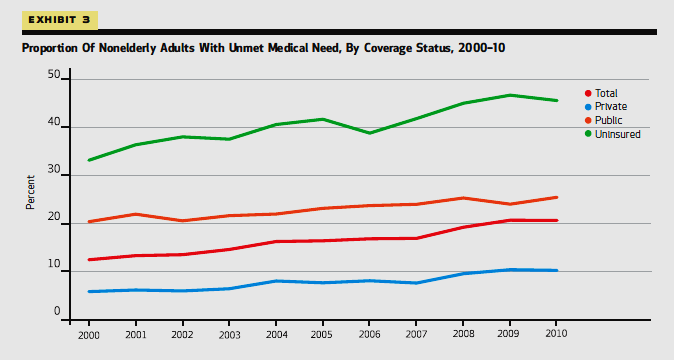 EXHIBIT 3
Proportion Of Nonelderly Adults With Unmet Medical Need, By Coverage Status, 2000–10
50
40
30
20
10
0
Percent
Total
Private
Public
Uninsured
2000 2001 2002 2003 2004 2005 2006 2007 2008 2009 2010